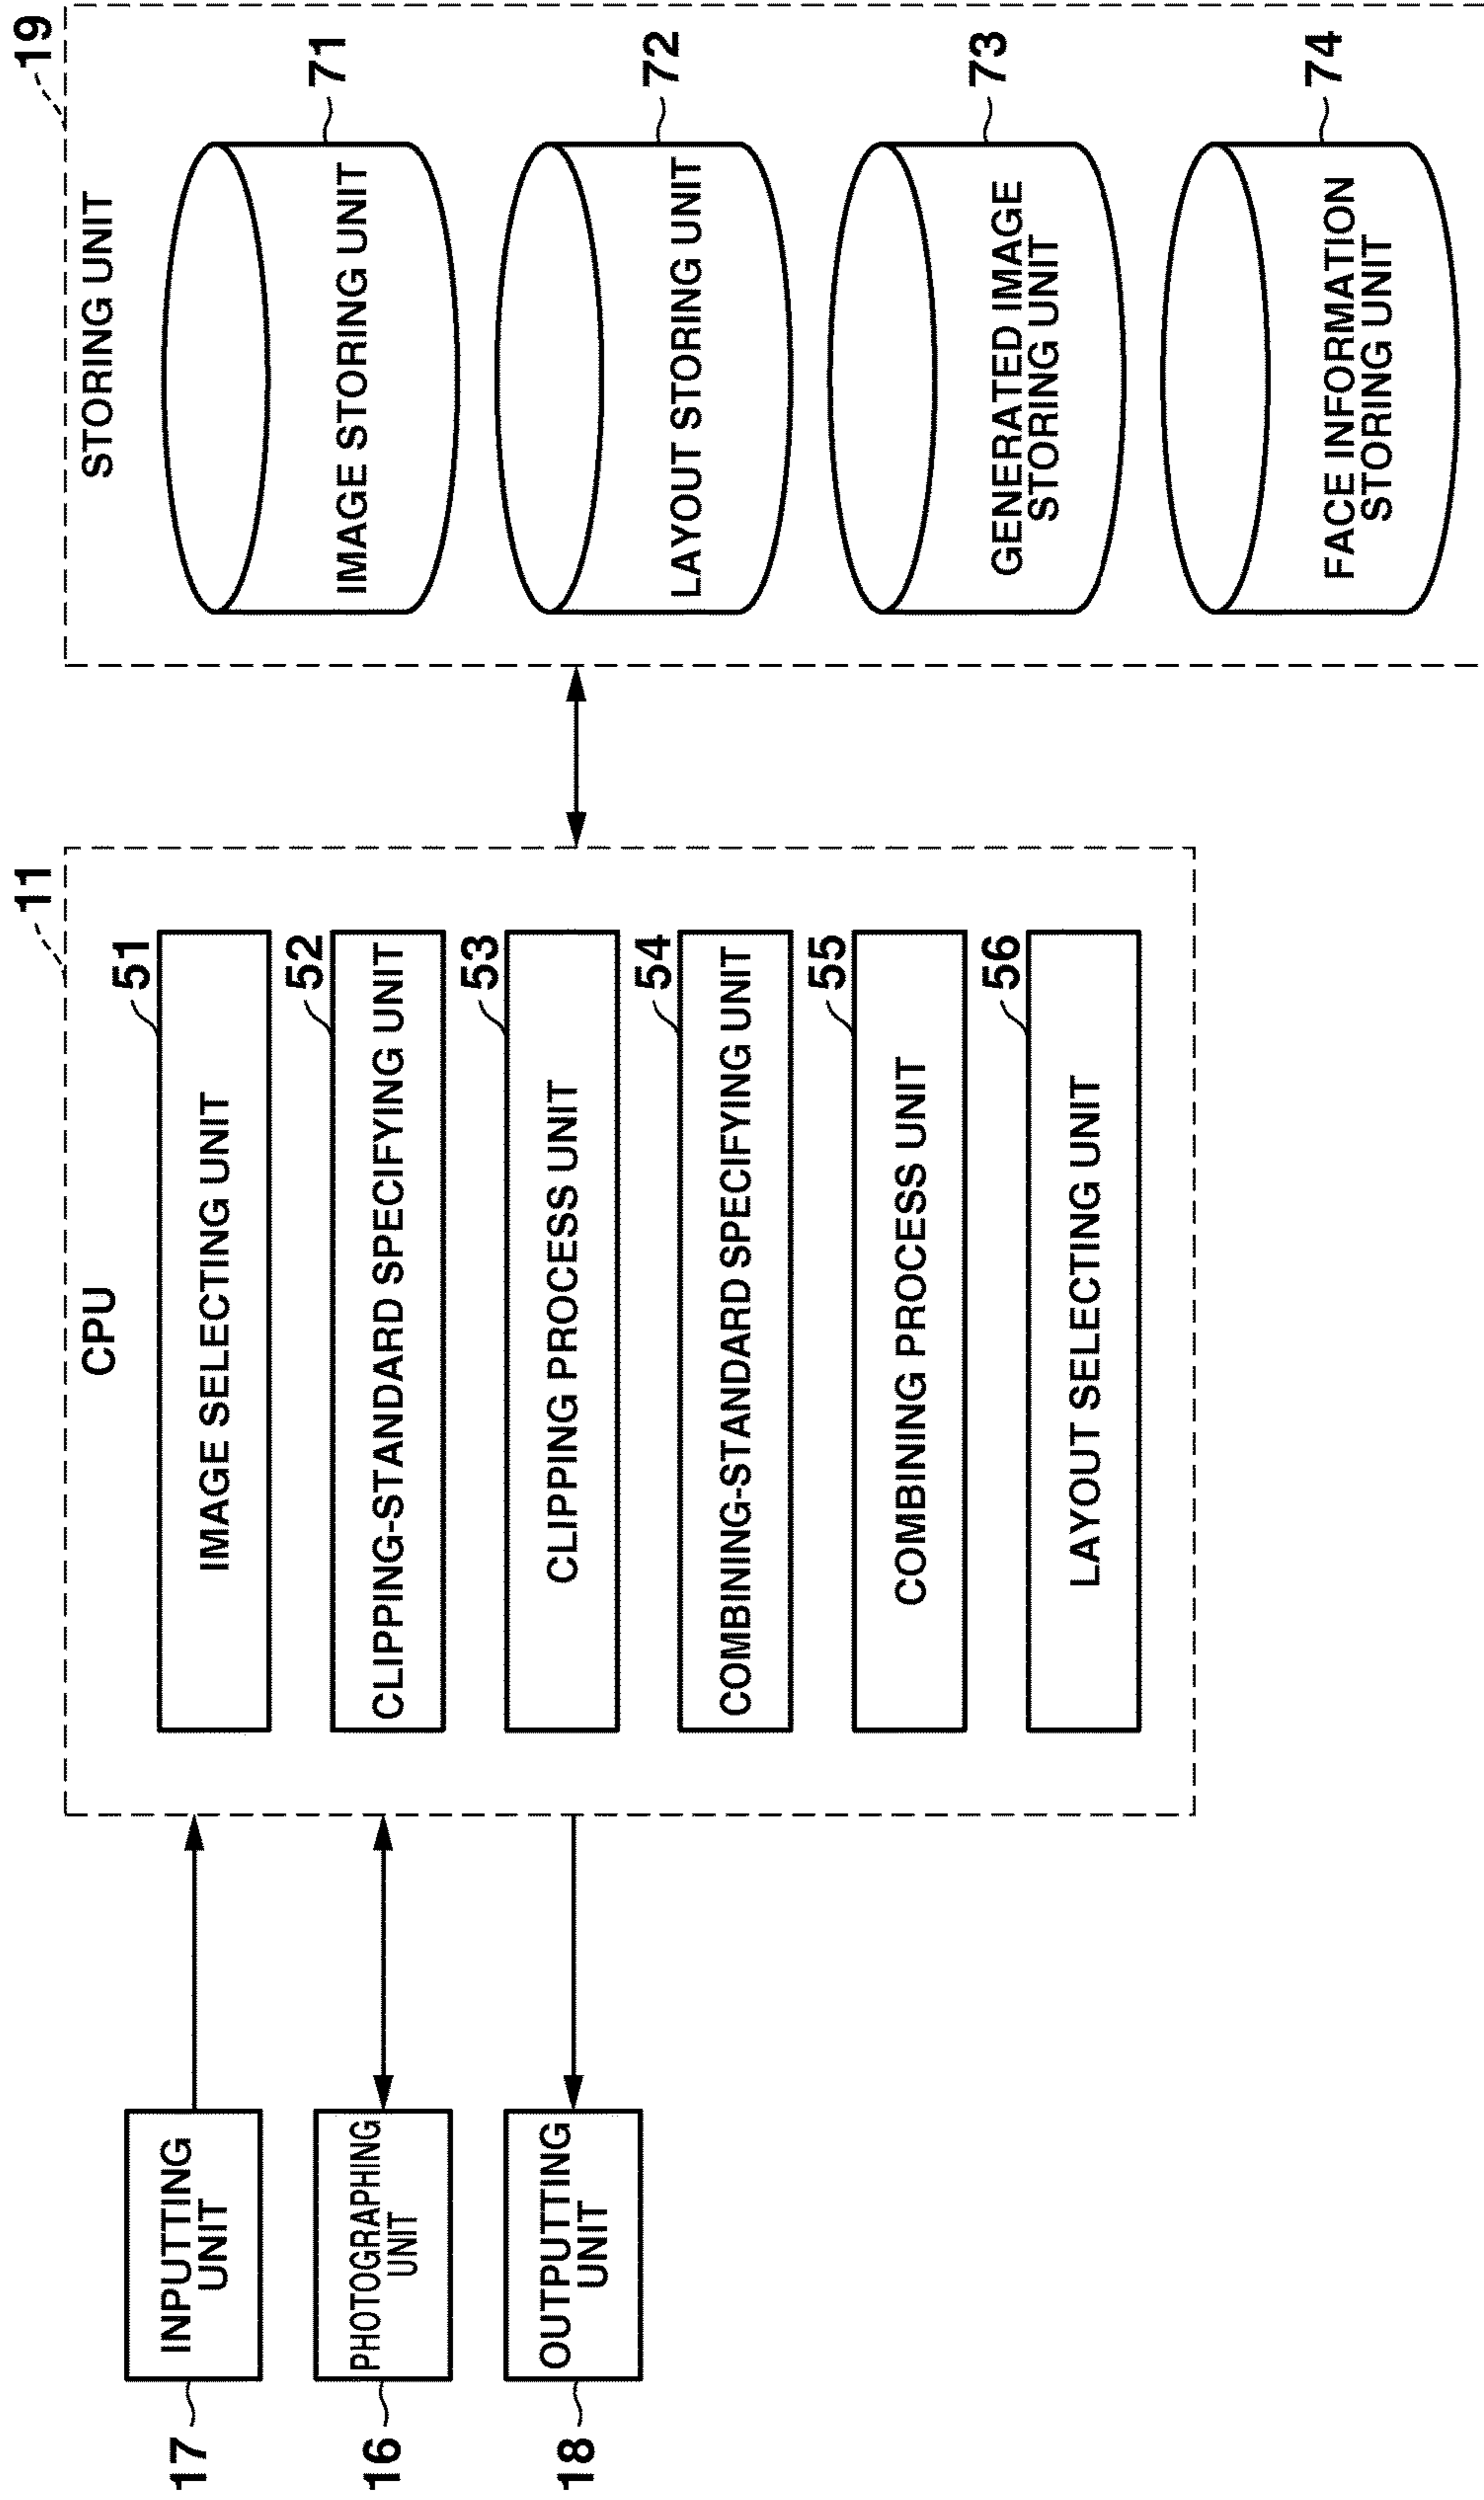 17
INPUTTING
UNIT
16
PHOTOGRAPHING
UNIT
18
OUTPUTTING
UNIT
11
CPU
51
IMAGE SELECTING UNIT
52
CLIPPING-STANDARD SPECIFYING UNIT
53
CLIPPING PROCESS UNIT
54
COMBINING-STANDARD SPECIFYING UNIT
55
COMBINING PROCESS UNIT
56
LAYOUT SELECTING UNIT
19
STORING UNIT
71
IMAGE STORING UNIT
72
LAYOUT STORING UNIT
73
GENERATED IMAGE
STORING UNIT
74
FACE INFORMATION
STORING UNIT